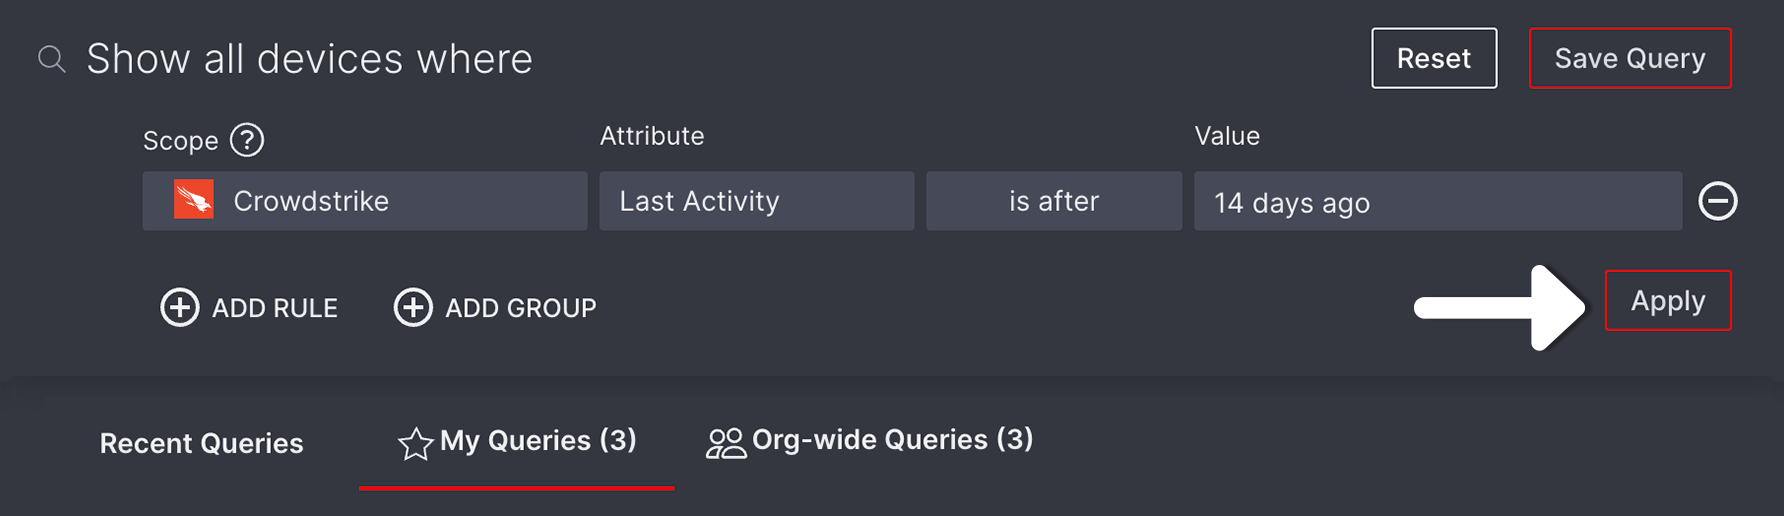 Show all devices where
Reset
Save Query
Scope ?
Attribute
Value
Crowdstrike
Last Activity
is after
14 days ago
ADD RULE
ADD GROUP
Apply
Recent Queries
My Queries (3)
Org-wide Queries (3)